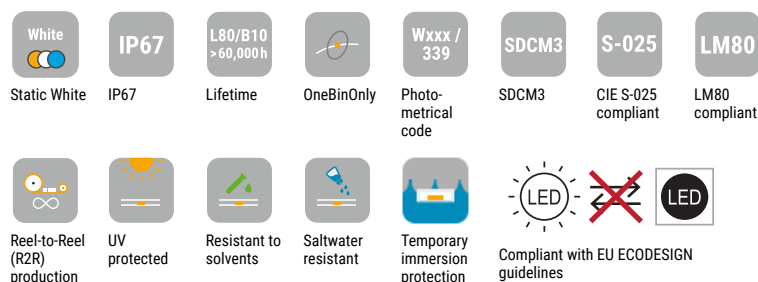 White
IP67
L80/B10
>60,000h
Wxxx /
339
SDCM3
S-025
LM80
Static White
IP67
Lifetime
OneBinOnly
Photo-
metrical
code
SDCM3
CIE S-025
compliant
LM80
compliant
LED
LED
Reel-to-Reel
(R2R)
production
UV
protected
Resistant to
solvents
Saltwater
resistant
Temporary
immersion
protection
Compliant with EU ECODESIGN
guidelines